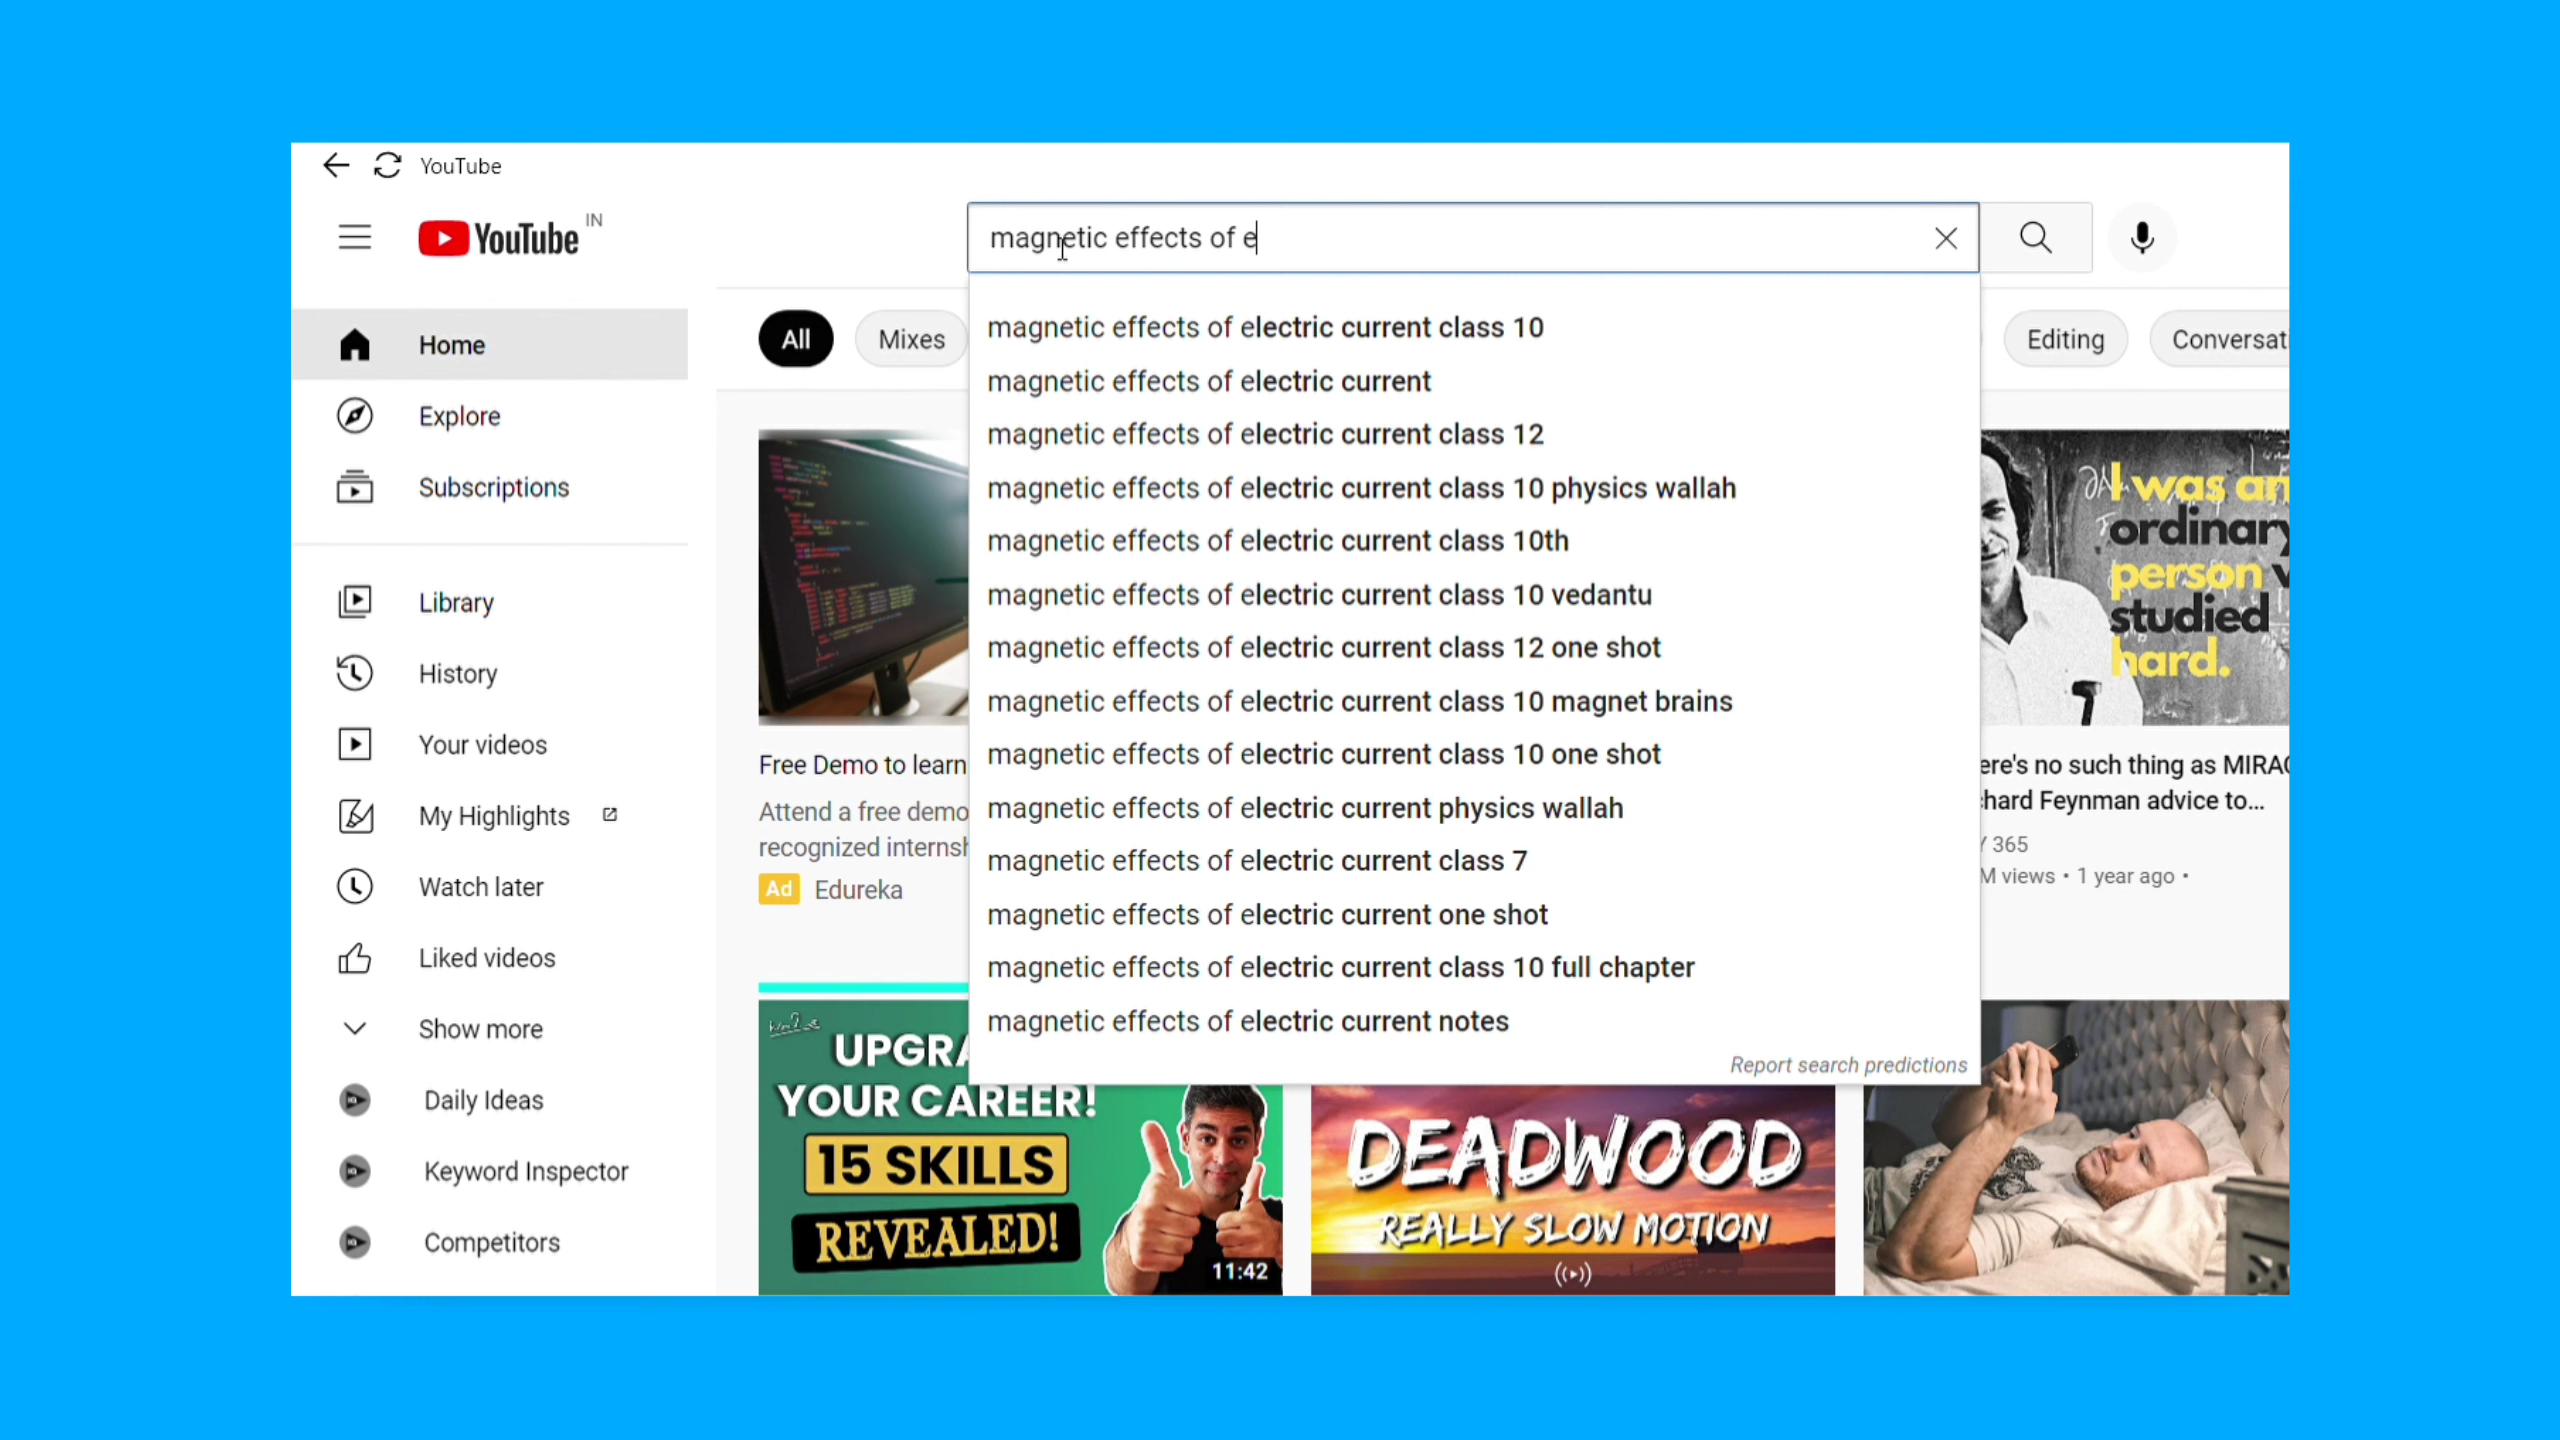 YouTube
YouTube IN
magnetic effects of e
Home
Explore
Subscriptions
Library
History
Your videos
My Highlights
Watch later
Liked videos
Show more
Daily Ideas
Keyword Inspector
Competitors
All
Mixes
Editing
Conversat
magnetic effects of electric current class 10
magnetic effects of electric current
magnetic effects of electric current class 12
magnetic effects of electric current class 10 physics wallah
magnetic effects of electric current class 10th
magnetic effects of electric current class 10 vedantu
magnetic effects of electric current class 12 one shot
magnetic effects of electric current class 10 magnet brains
magnetic effects of electric current class 10 one shot
magnetic effects of electric current physics wallah
magnetic effects of electric current class 7
magnetic effects of electric current one shot
magnetic effects of electric current class 10 full chapter
magnetic effects of electric current notes
Report search predictions
Free Demo to learn
Attend a free demo
recognized internsh
Ad Edureka
I was an
ordinary
person
studied
hard.
ere's no such thing as MIRAC
hard Feynman advice to...
365
M views • 1 year ago •
UPGRA
YOUR CAREER!
15 SKILLS
REVEALED!
11:42
DEADWOOD
REALLY SLOW MOTION